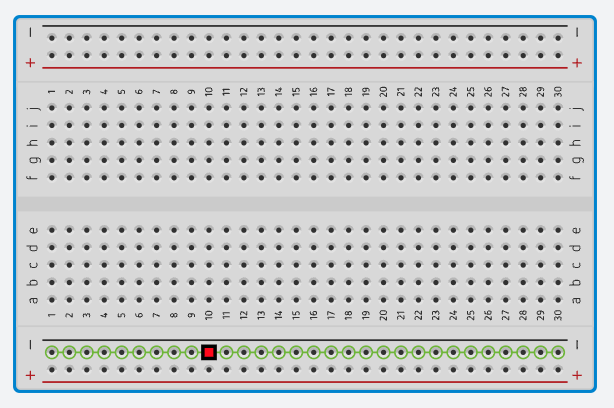 – –
+ +
1 2 3 4 5 6 7 8 9 10 11 12 13 14 15 16 17 18 19 20 21 22 23 24 25 26 27 28 29 30
j j
i i
h h
g g
f f
e e
d d
c c
b b
a a
1 2 3 4 5 6 7 8 9 10 11 12 13 14 15 16 17 18 19 20 21 22 23 24 25 26 27 28 29 30
– –
+ +